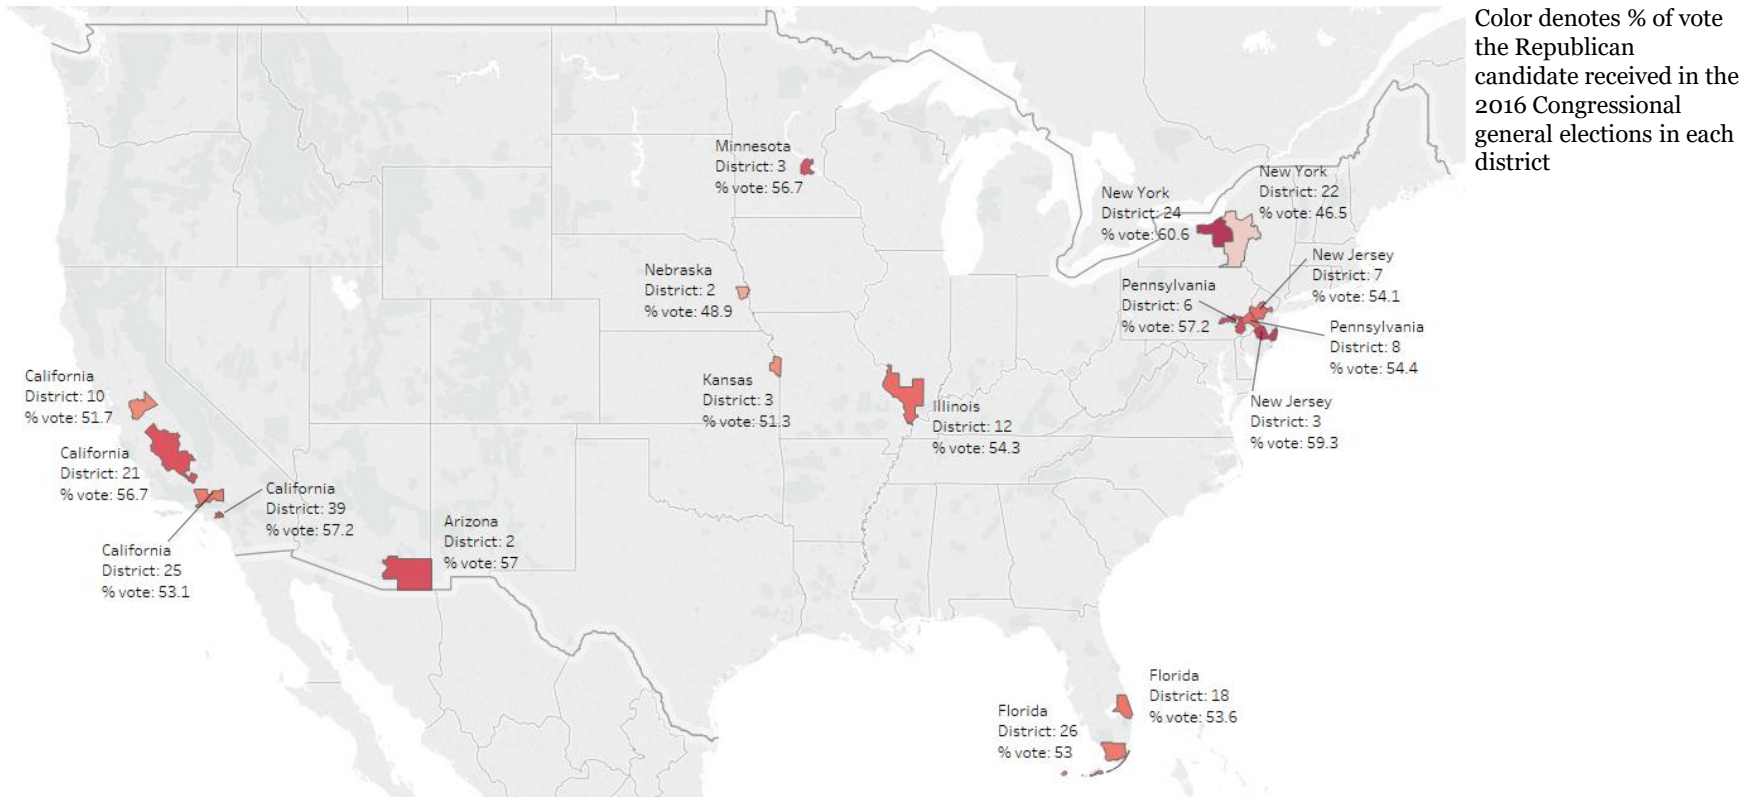 Color denotes % of vote
the Republican
candidate received in the
2016 Congressional
general elections in each
district
Minnesota
District: 3
% vote: 56.7
New York
District: 24
% vote: 60.6
New York
District: 22
% vote: 46.5
New Jersey
District: 7
% vote: 54.1
Nebraska
District: 2
% vote: 48.9
Pennsylvania
District: 6
% vote: 57.2
Pennsylvania
District: 8
% vote: 54.4
California
District: 10
% vote: 51.7
Kansas
District: 3
% vote: 51.3
Illinois
District: 12
% vote: 54.3
New Jersey
District: 3
% vote: 59.3
California
District: 21
% vote: 56.7
California
District: 39
% vote: 57.2
Arizona
District: 2
% vote: 57
California
District: 25
% vote: 53.1
Florida
District: 18
% vote: 53.6
Florida
District: 26
% vote: 53